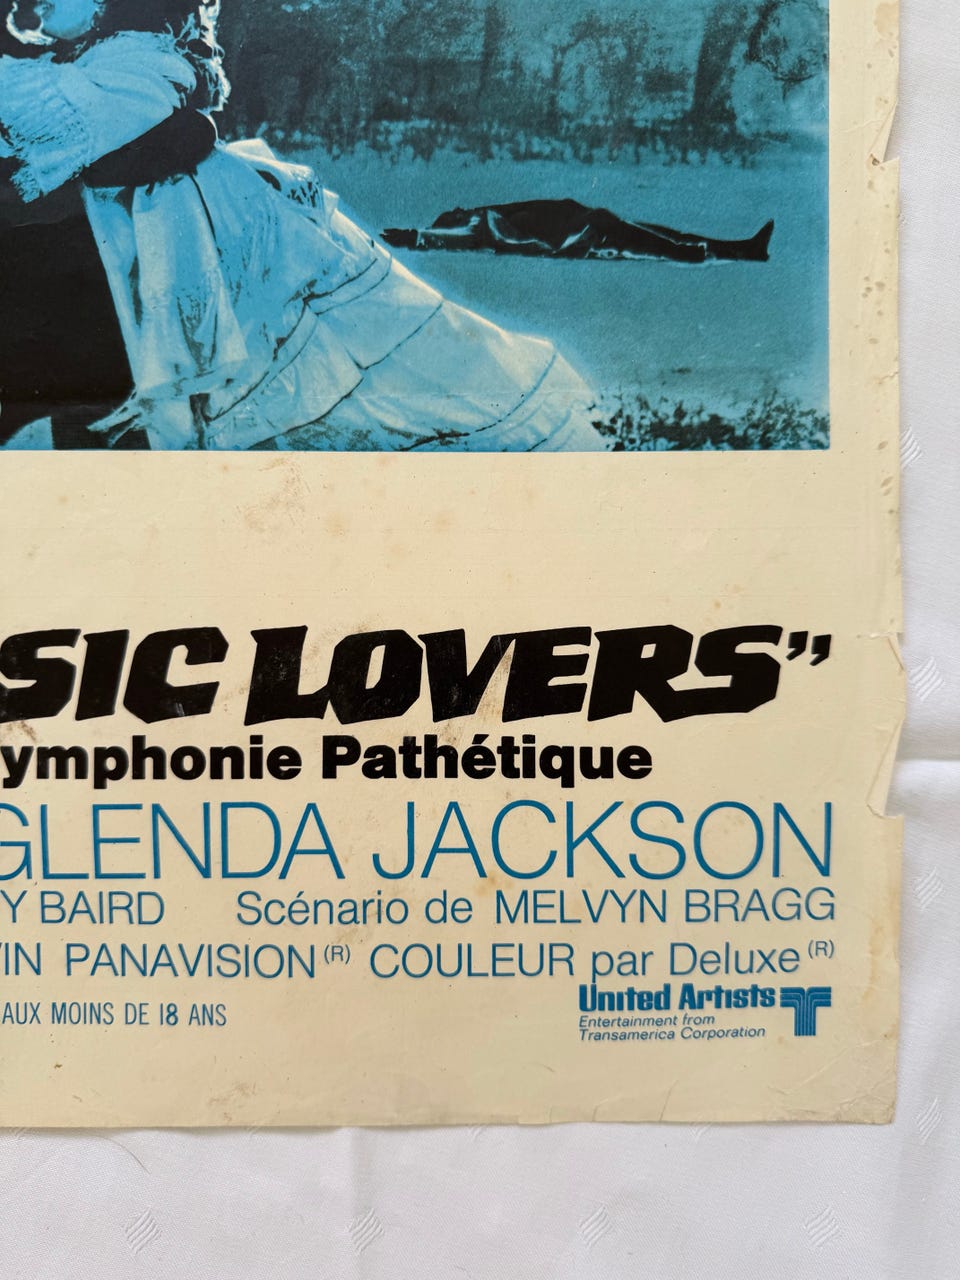 SIC LOVERS”
ymphonie Pathétique
GLENDA JACKSON
Y BAIRD Scénario de MELVYN BRAGG
IN PANAVISION (R) COULEUR par Deluxe (R)
AUX MOINS DE 18 ANS
United Artists
Entertainment from
Transamerica Corporation